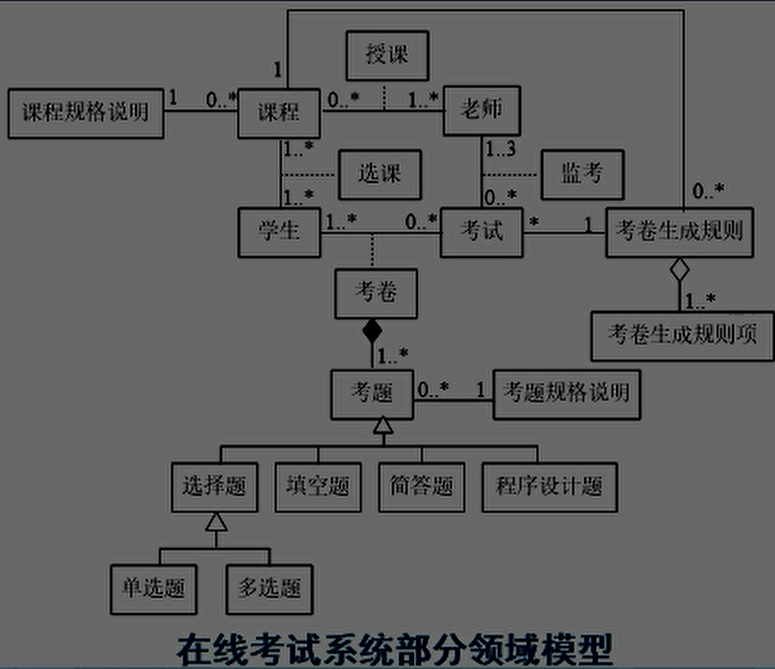 授课
1
课程规格说明
1
0..*
课程
0..*
1..*
老师
1..*
选课
1..3
监考
1..*
0..*
0..*
学生
1..*
0..*
考试
*
1
考卷生成规则
考卷
1..*
考卷生成规则项
1..*
考题
0..*
1
考题规格说明
选择题
填空题
简答题
程序设计题
单选题
多选题
在线考试系统部分领域模型